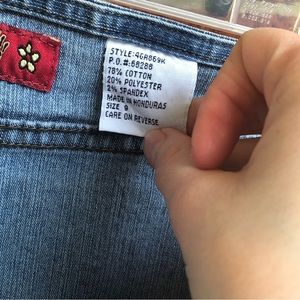 STYLE:4GA869K
P.O.#:68288
78% COTTON
20% POLYESTER
2% SPANDEX
MADE IN HONDURAS
SIZE 9
CARE ON REVERSE